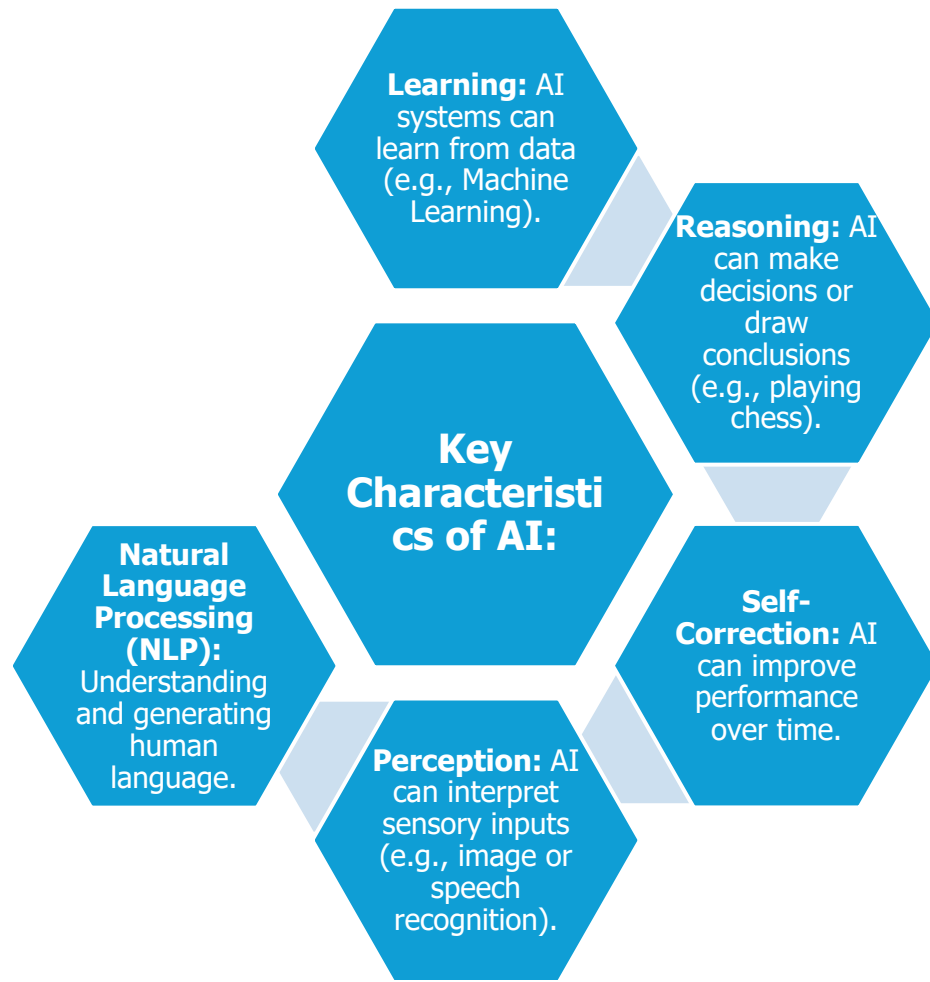 Learning: AI
systems can
learn from data
(e.g., Machine
Learning).
Reasoning: AI
can make
decisions or
draw
conclusions
(e.g., playing
chess).
Key
Characteristi
cs of AI:
Self-
Correction: AI
can improve
performance
over time.
Perception: AI
can interpret
sensory inputs
(e.g., image or
speech
recognition).
Natural
Language
Processing
(NLP):
Understanding
and generating
human
language.